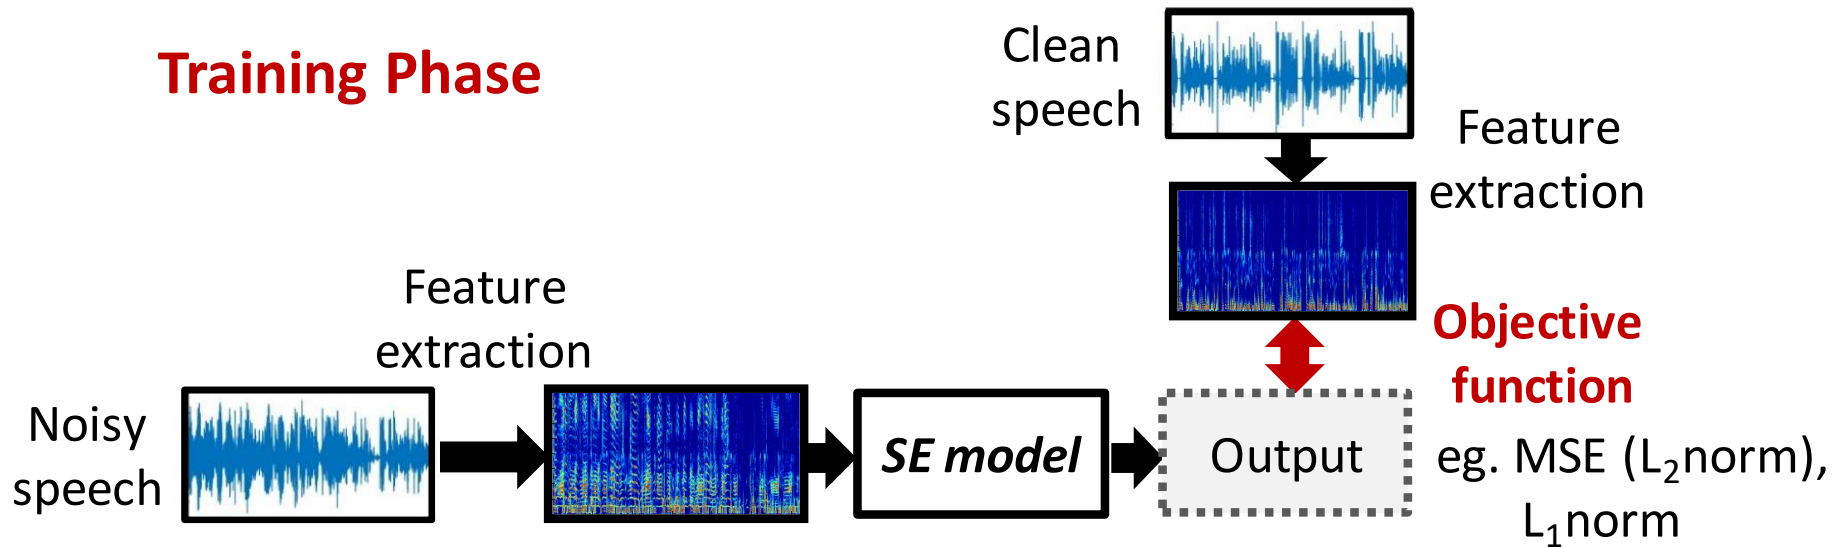 Training Phase
Clean
speech
Feature
extraction
Feature
extraction
Noisy
speech
SE model
Output
Objective
function
eg. MSE (L₂norm),
L₁norm